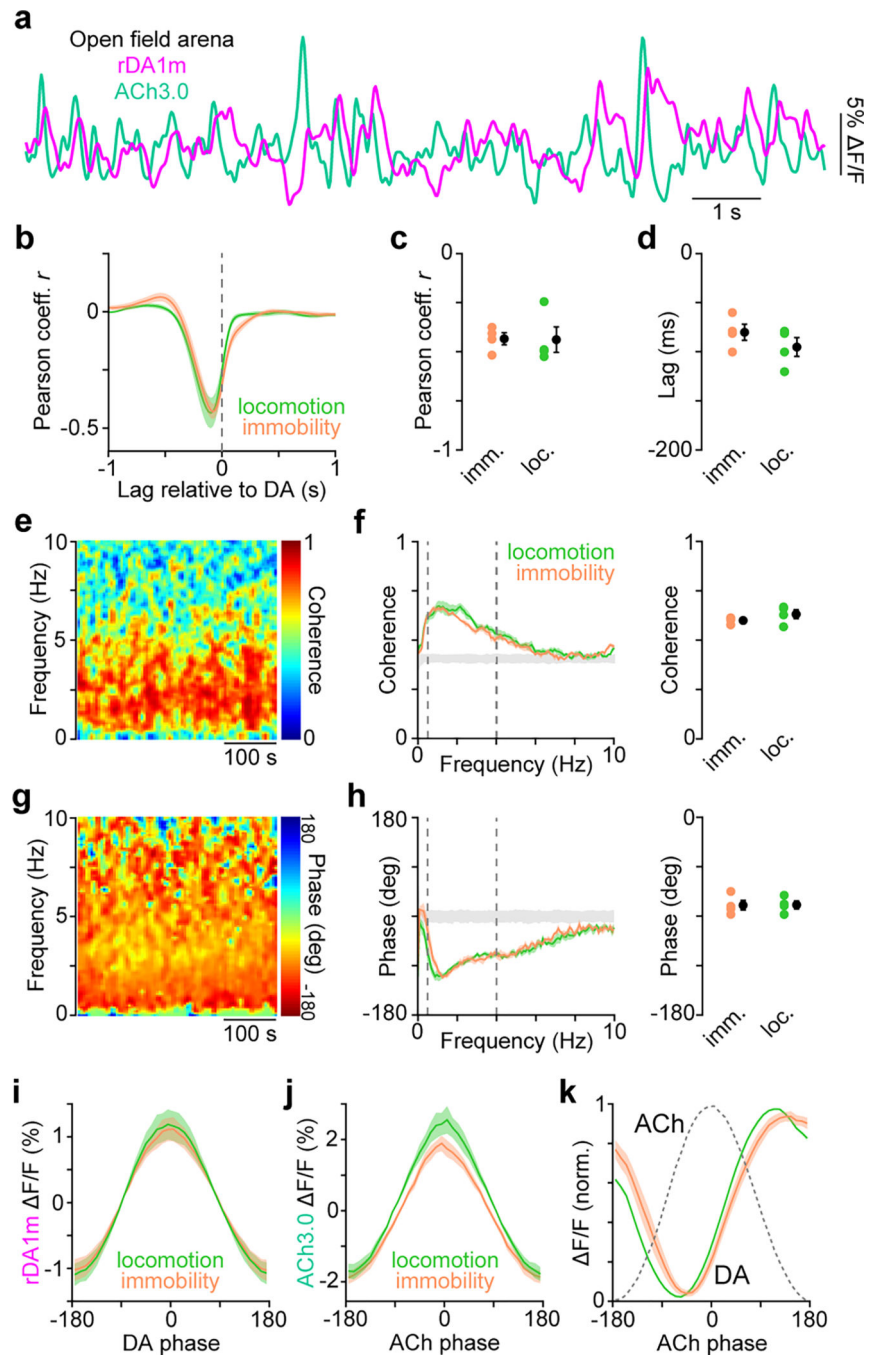 a
Open field arena
rDA1m
ACh3.0
5% ΔF/F
1 s
b
Pearson coeff. r
0
-0.5
locomotion
immobility
-1 0 1
Lag relative to DA (s)
c
Pearson coeff. r
0
-1
imm. loc.
d
Lag (ms)
0
-200
imm. loc.
e
Frequency (Hz)
10
5
0
100 s
1
Coherence
0
f
Coherence
1
0
locomotion
immobility
0 10
Frequency (Hz)
Coherence
1
0
imm. loc.
g
Frequency (Hz)
10
5
0
100 s
180
Phase (deg)
-180
h
Phase (deg)
180
-180
0 10
Frequency (Hz)
Phase (deg)
0
-180
imm. loc.
i
rDA1m ΔF/F (%)
1
0
-1
locomotion
immobility
-180 0 180
DA phase
j
ACh3.0 ΔF/F (%)
2
0
-2
locomotion
immobility
-180 0 180
ACh phase
k
ΔF/F (norm.)
1
0
ACh
DA
-180 0 180
ACh phase